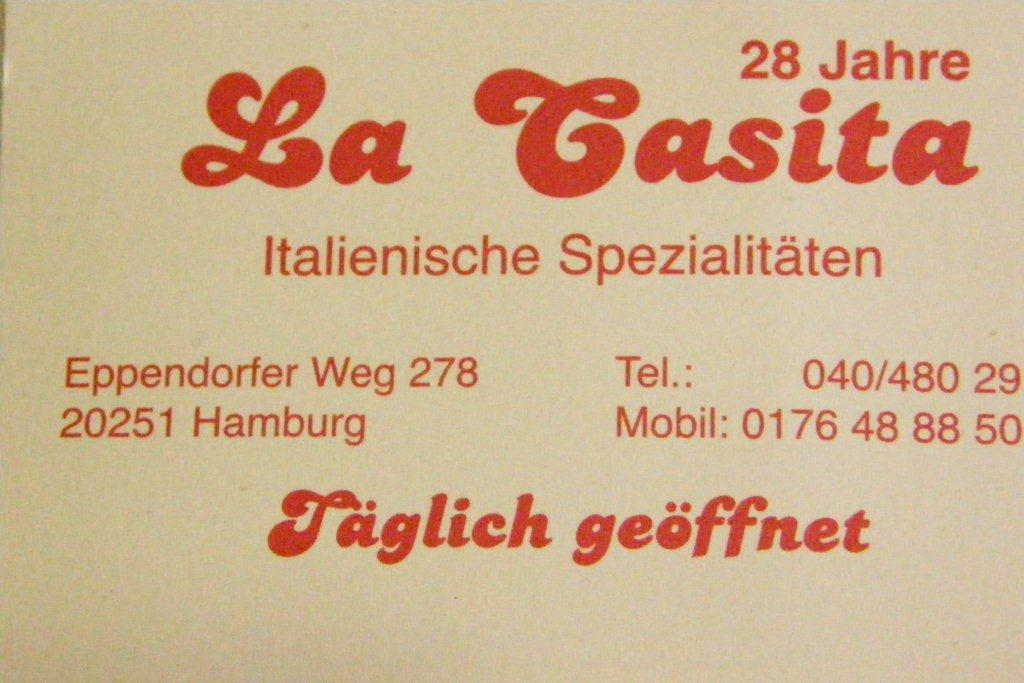 28 Jahre
La Casita
Italienische Spezialitäten
Eppendorfer Weg 278
20251 Hamburg
Tel.: 040/480 29
Mobil: 0176 48 88 50
Täglich geöffnet